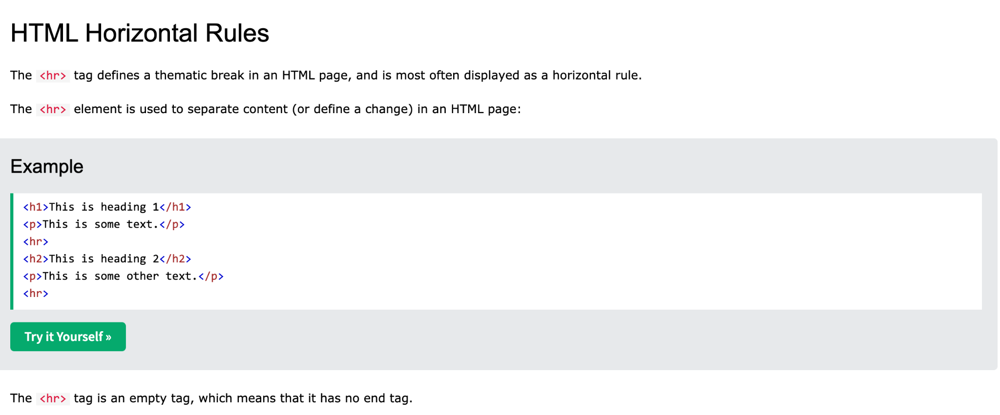 HTML Horizontal Rules
The <hr> tag defines a thematic break in an HTML page, and is most often displayed as a horizontal rule.
The <hr> element is used to separate content (or define a change) in an HTML page:
Example
<h1>This is heading 1</h1>
<p>This is some text.</p>
<hr>
<h2>This is heading 2</h2>
<p>This is some other text.</p>
<hr>
Try it Yourself »
The <hr> tag is an empty tag, which means that it has no end tag.